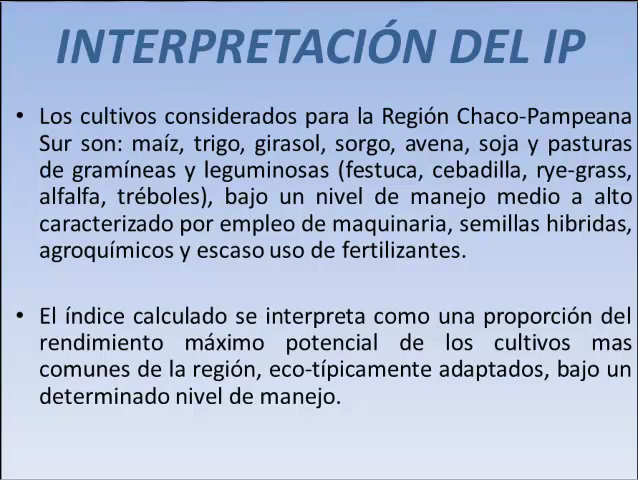 INTERPRETACIÓN DEL IP
• Los cultivos considerados para la Región Chaco-Pampeana
Sur son: maíz, trigo, girasol, sorgo, avena, soja y pasturas
de gramíneas y leguminosas (festuca, cebadilla, rye-grass,
alfalfa, tréboles), bajo un nivel de manejo medio a alto
caracterizado por empleo de maquinaria, semillas hibridas,
agroquímicos y escaso uso de fertilizantes.
• El índice calculado se interpreta como una proporción del
rendimiento máximo potencial de los cultivos mas
comunes de la región, eco-típicamente adaptados, bajo un
determinado nivel de manejo.